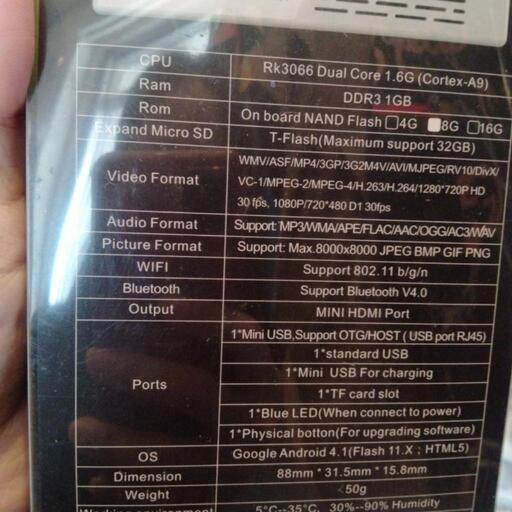 CPU Rk3066 Dual Core 1.6G (Cortex-A9)
Ram DDR3 1GB
Rom On board NAND Flash 4G 8G 16G
Expand Micro SD T-Flash(Maximum support 32GB)
Video Format WMV/ASF/MP4/3GP/3G2M4V/AVI/MJPEG/RV10/DivX/
VC-1/MPEG-2/MPEG-4/H.263/H.264/1280*720P HD
30 fps, 1080P/720*480 D1 30fps
Audio Format Support: MP3/WMA/APE/FLAC/AAC/OGG/AC3/WAV
Picture Format Support: Max.8000x8000 JPEG BMP GIF PNG
WIFI Support 802.11 b/g/n
Bluetooth Support Bluetooth V4.0
Output MINI HDMI Port
Ports 1*Mini USB,Support OTG/HOST ( USB port RJ45)
1*standard USB
1*Mini USB For charging
1*TF card slot
1*Blue LED(When connect to power)
1*Physical botton(For upgrading software)
OS Google Android 4.1(Flash 11.X ; HTML5)
Dimension 88mm * 31.5mm * 15.8mm
Weight <50g
Working environment 5°C--35°C, 30%--90% Humidity